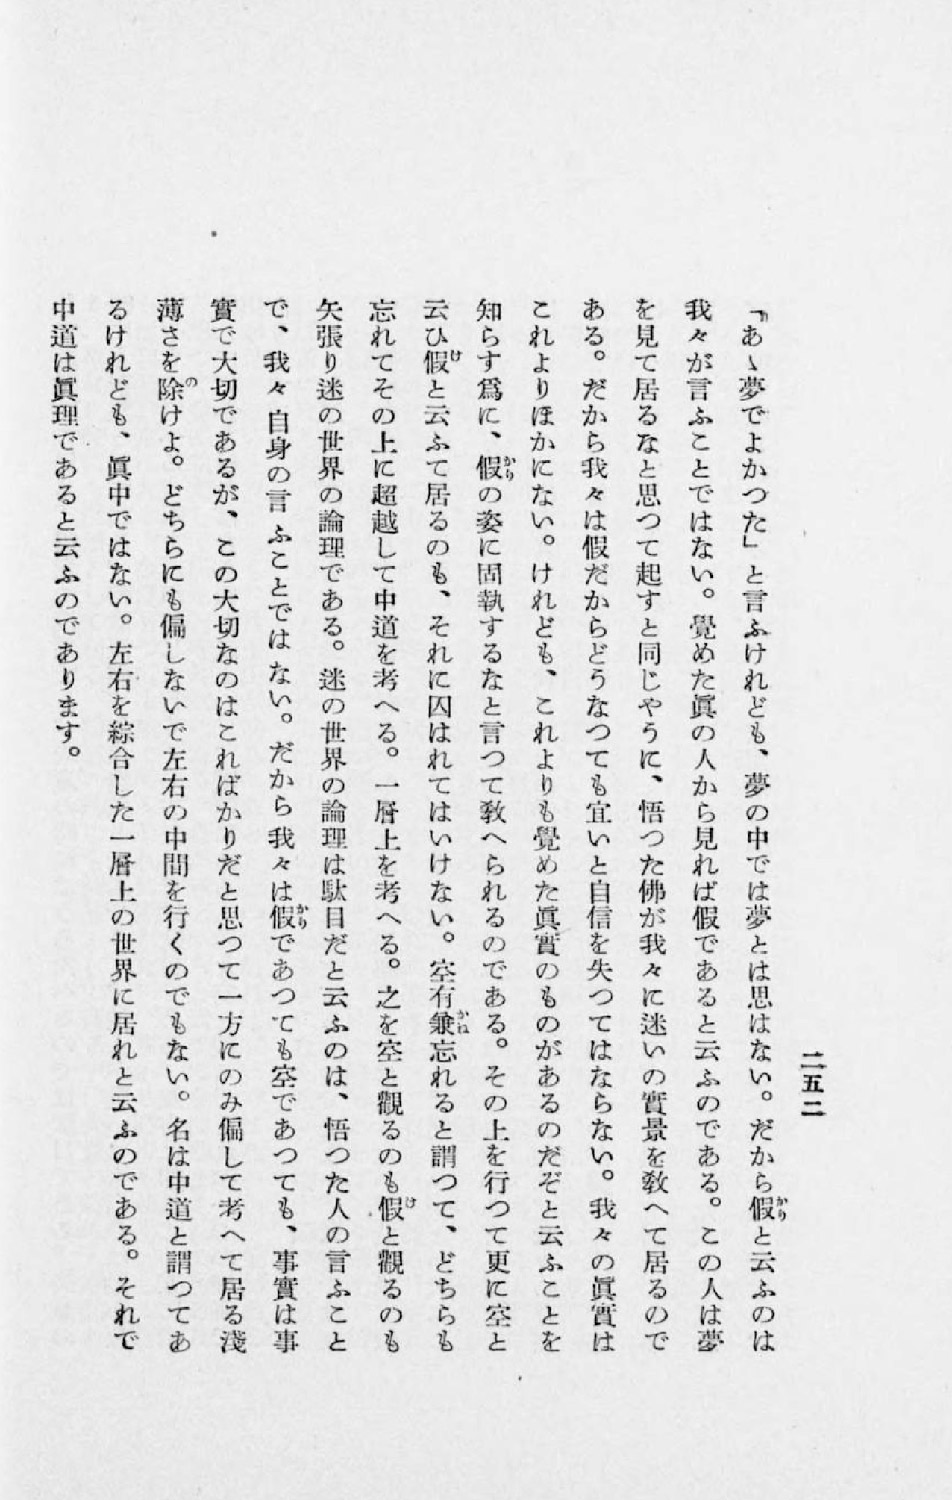 二五二
「あゝ夢でよかつた」と言ふけれども、夢の中では夢とは思はない。だから假と云ふのは
我々が言ふことではない。覺めた眞の人から見れば假であると云ふのである。この人は夢
を見て居るなと思つて起すと同じやうに、悟つた佛が我々に迷いの實景を敎へて居るので
ある。だから我々は假だからどうなつても宜いと自信を失つてはならない。我々の眞實は
これよりほかにない。けれども、これよりも覺めた眞實のものがあるのだぞと云ふことを
知らす爲に、假の姿に固執するなと言つて敎へられるのである。その上を行つて更に空と
云ひ假と云ふて居るのも、それに囚はれてはいけない。空有兼忘れると謂つて、どちらも
忘れてその上に超越して中道を考へる。一層上を考へる。之を空と觀るのも假と觀るのも
矢張り迷の世界の論理である。迷の世界の論理は駄目だと云ふのは、悟つた人の言ふこと
で、我々自身の言ふことではない。だから我々は假であつても空であつても、事實は事
實で大切であるが、この大切なのはこればかりだと思つて一方にのみ偏して考へて居る淺
薄さを除けよ。どちらにも偏しないで左右の中間を行くのでもない。名は中道と謂つてあ
るけれども、眞中ではない。左右を綜合した一層上の世界に居れと云ふのである。それで
中道は眞理であると云ふのであります。